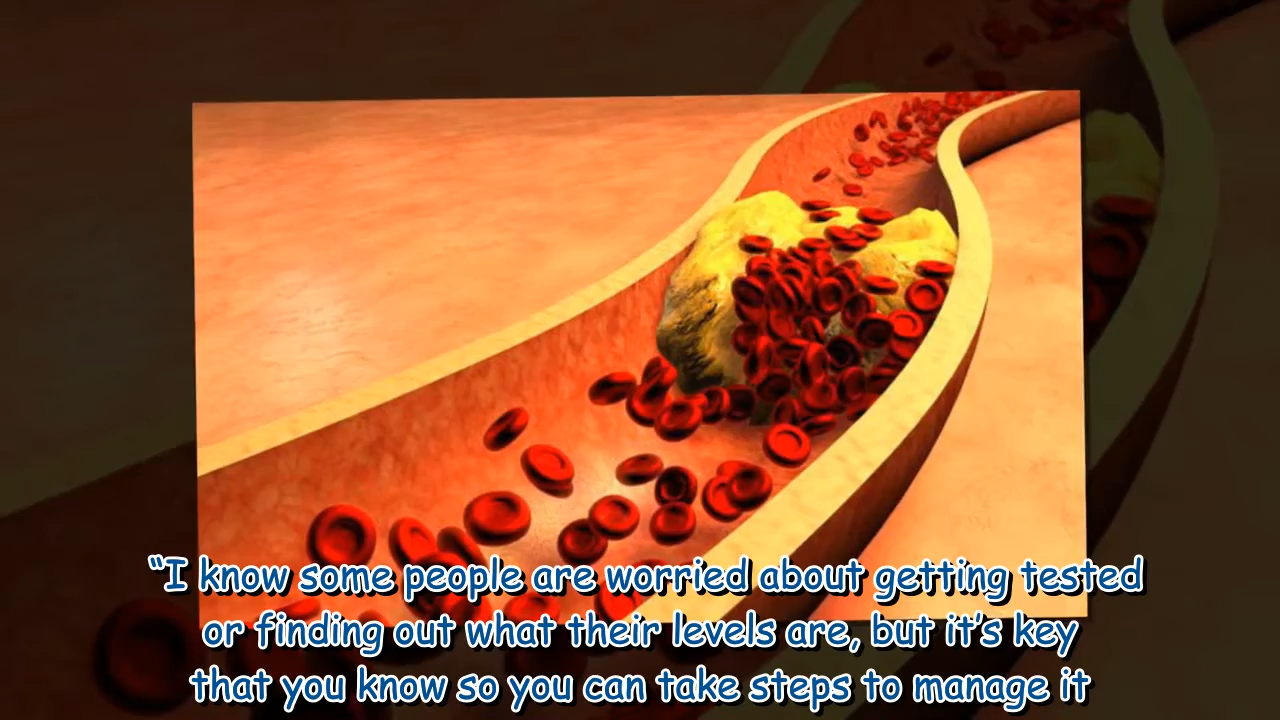 “I know some people are worried about getting tested
or finding out what their levels are, but it’s key
that you know so you can take steps to manage it